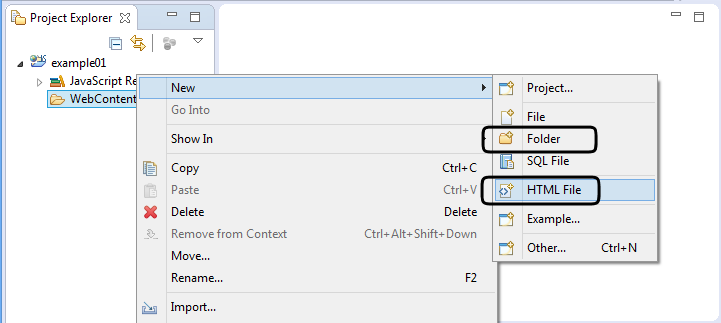 Project Explorer
example01
JavaScript Re
WebContent
New
Go Into
Show In
Copy Ctrl+C
Paste Ctrl+V
Delete Delete
Remove from Context Ctrl+Alt+Shift+Down
Move...
Rename... F2
Import...
Project...
File
Folder
SQL File
HTML File
Example...
Other... Ctrl+N